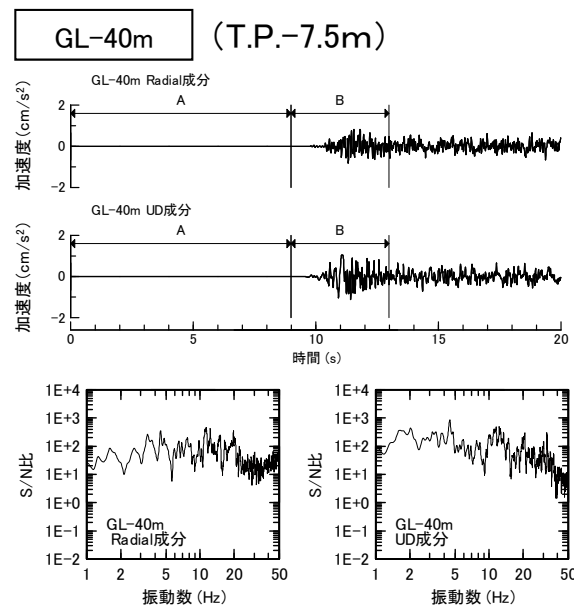 GL-40m (T.P.-7.5m)
GL-40m Radial成分
加速度(cm/s²)
2
0
-2
A B
GL-40m UD成分
加速度(cm/s²)
2
0
-2
A B
0 5 10 15 20
時間(s)
S/N比
1E+4
1E+3
1E+2
1E+1
1E+0
1E-1
1E-2
GL-40m
Radial成分
1 2 5 10 20 50
振動数(Hz)
S/N比
1E+4
1E+3
1E+2
1E+1
1E+0
1E-1
1E-2
GL-40m
UD成分
1 2 5 10 20 50
振動数(Hz)